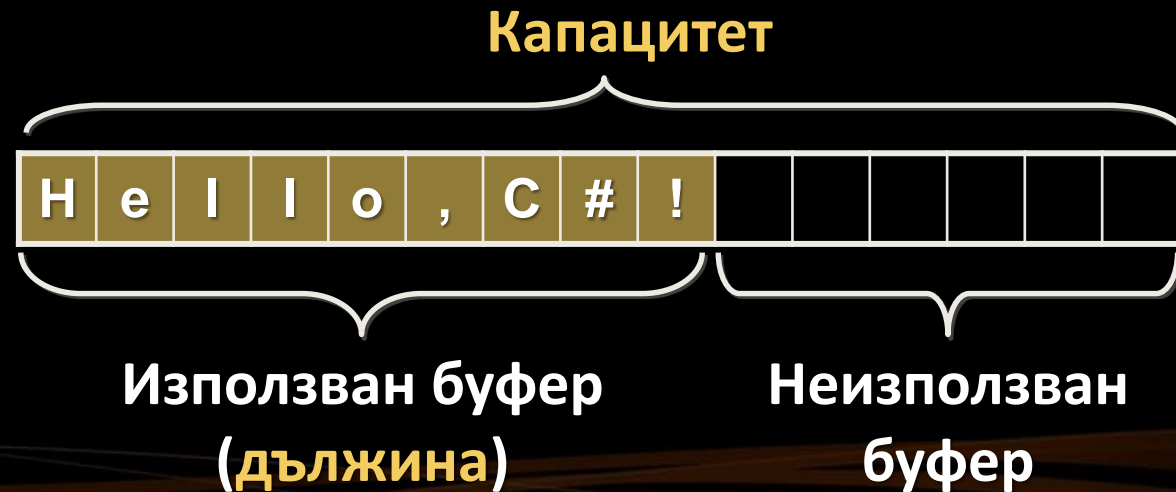 Капацитет
H e l l o , C # !
Използван буфер
(дължина)
Неизползван
буфер